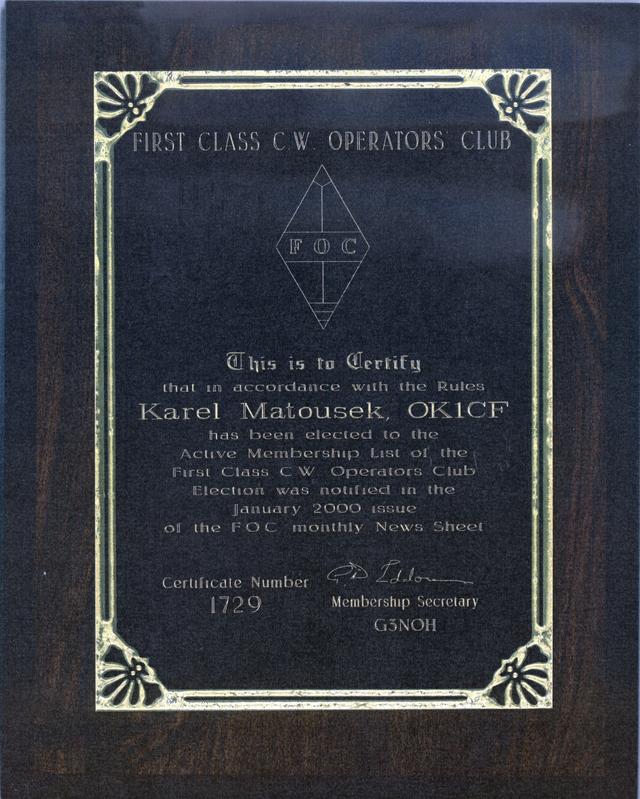 FIRST CLASS C.W. OPERATORS' CLUB
FOC
This is to Certify
that in accordance with the Rules
Karel Matousek, OK1CF
has been elected to the
Active Membership List of the
First Class C.W. Operators Club
Election was notified in the
January 2000 issue
of the F O C monthly News Sheet
Certificate Number
1729
Membership Secretary
G3NOH